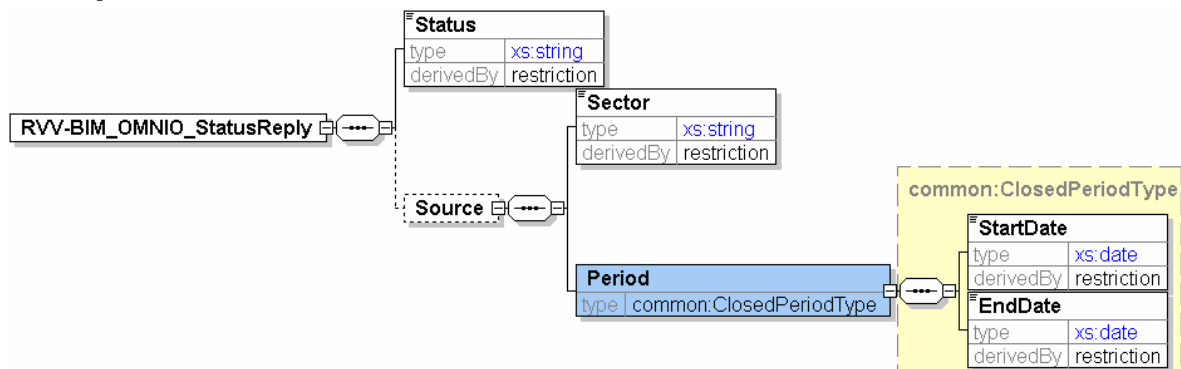 Status
type xs:string
derivedBy restriction
RVV-BIM_OMNIO_StatusReply
Sector
type xs:string
derivedBy restriction
Source
common:ClosedPeriodType
StartDate
type xs:date
derivedBy restriction
Period
type common:ClosedPeriodType
EndDate
type xs:date
derivedBy restriction